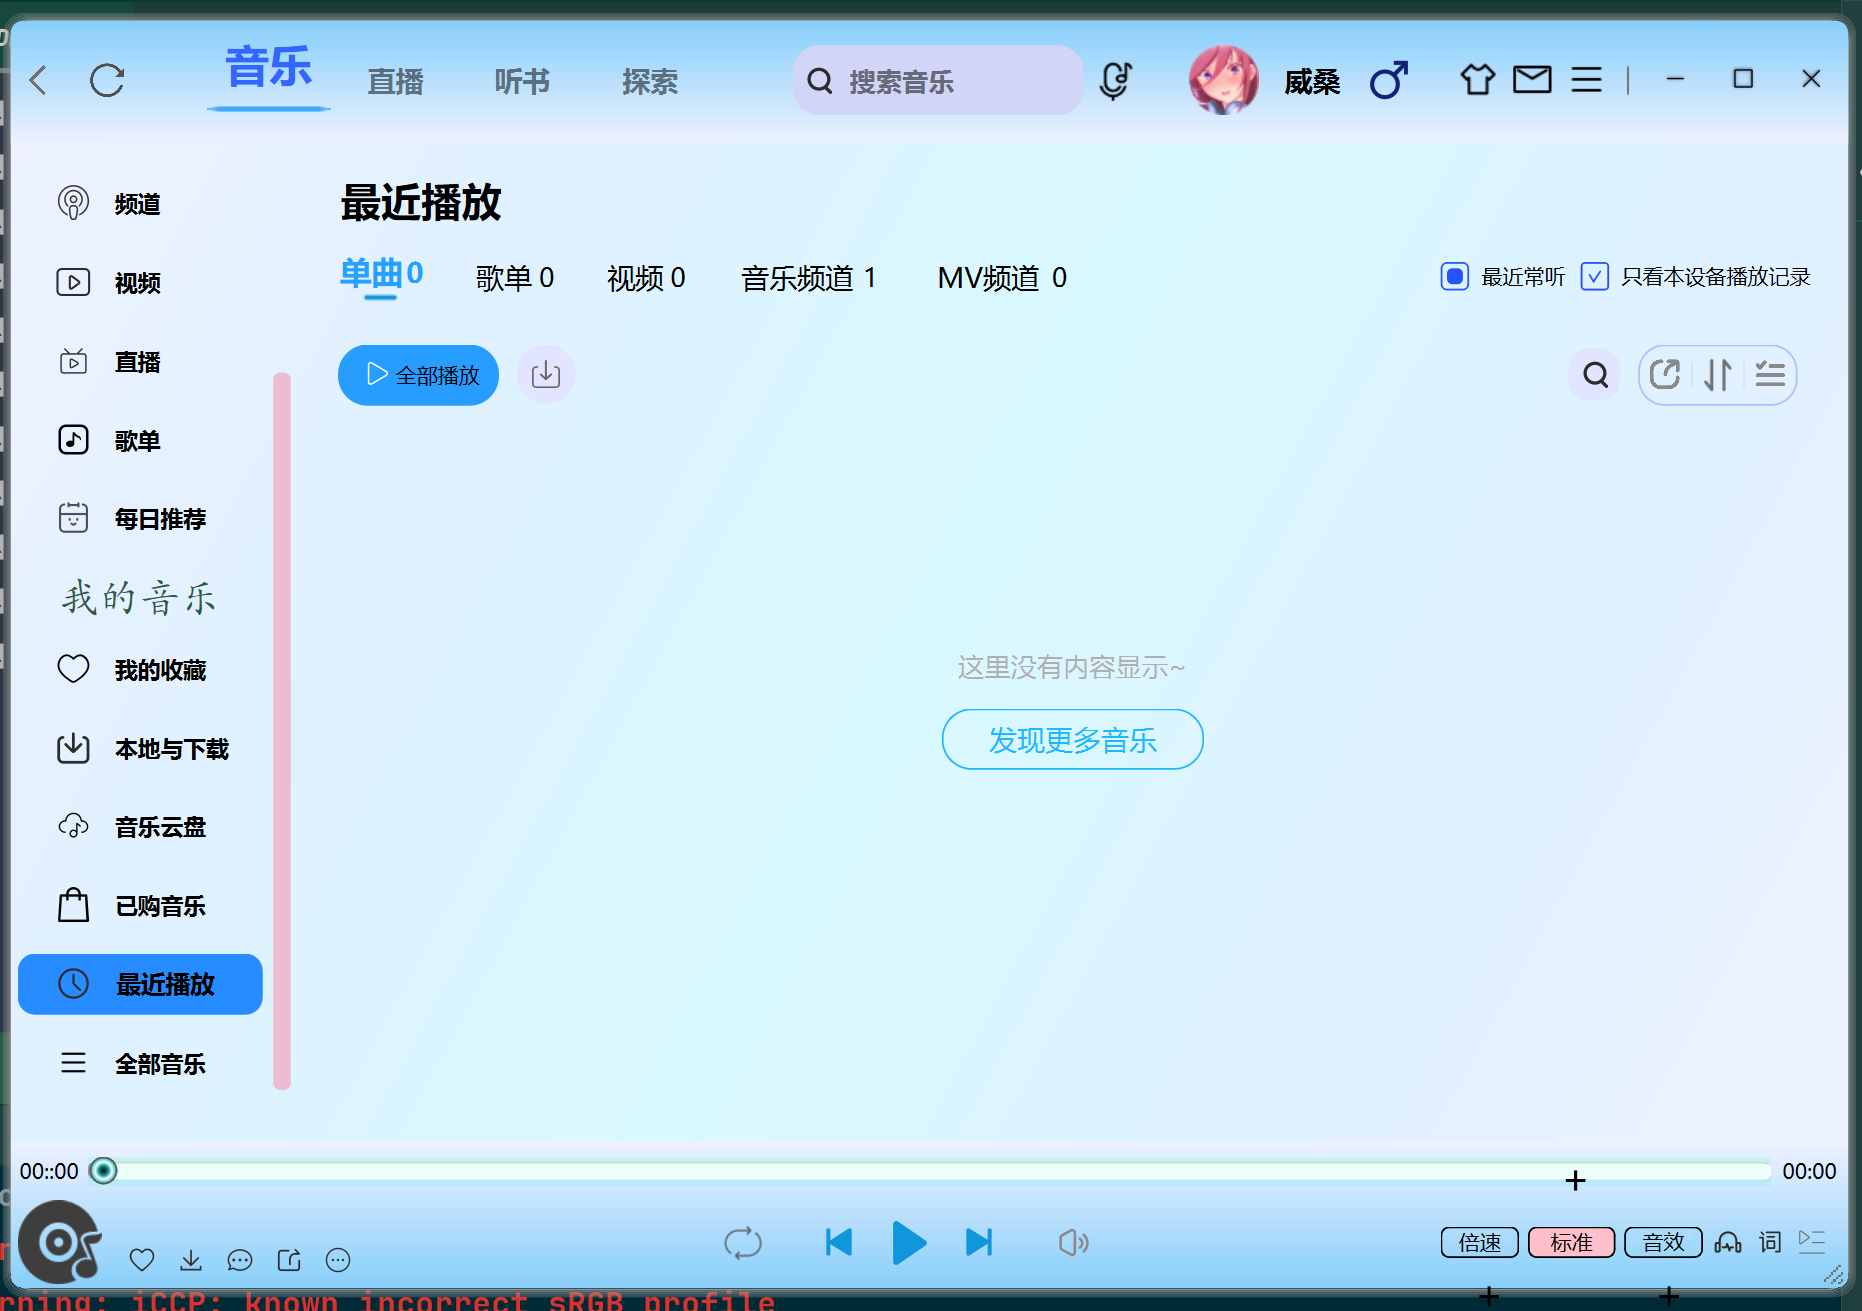 音乐 直播 听书 探索 搜索音乐 威桑
频道
视频
直播
歌单
每日推荐
我的音乐
我的收藏
本地与下载
音乐云盘
已购音乐
最近播放
全部音乐
最近播放
单曲0 歌单 0 视频 0 音乐频道 1 MV频道 0 最近常听 只看本设备播放记录
全部播放
这里没有内容显示~
发现更多音乐
00::00 00:00
倍速 标准 音效 词
rning: iCCP: known incorrect sRGB profile